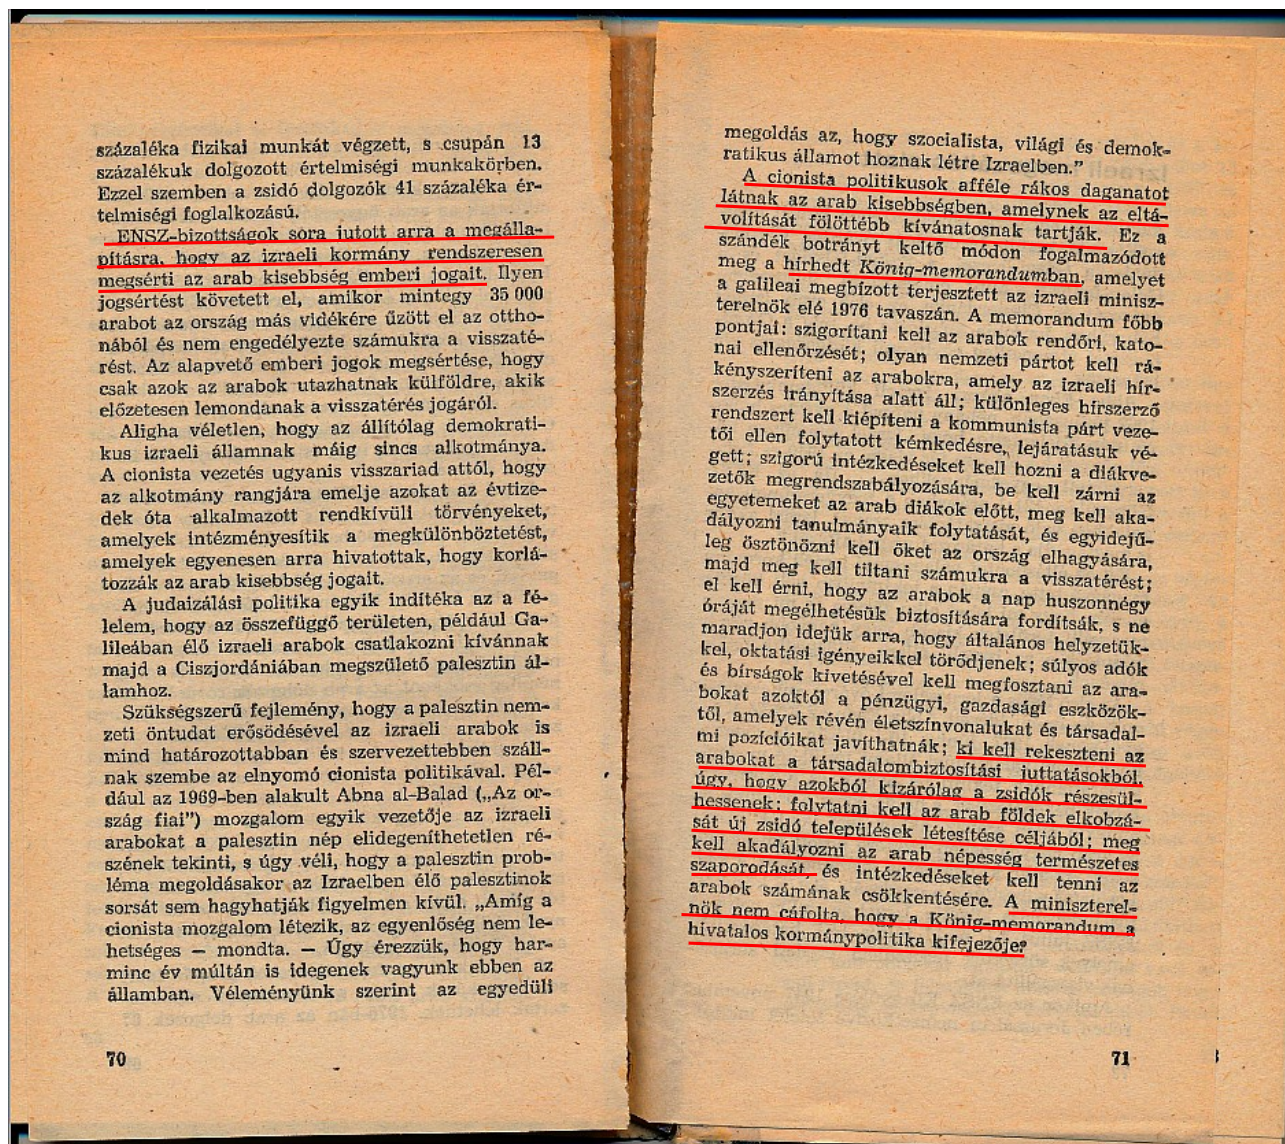 százaléka fizikai munkát végzett, s csupán 13
százalékuk dolgozott értelmiségi munkakörben.
Ezzel szemben a zsidó dolgozók 41 százaléka ér-
telmiségi foglalkozású.
ENSZ-bizottságok sora jutott arra a megálla-
pításra, hogy az izraeli kormány rendszeresen
megsérti az arab kisebbség emberi jogait. Ilyen
jogsértést követett el, amikor mintegy 35 000
arabot az ország más vidékére űzött el az ottho-
nából és nem engedélyezte számukra a visszaté-
rést. Az alapvető emberi jogok megsértése, hogy
csak azok az arabok utazhatnak külföldre, akik
előzetesen lemondanak a visszatérés jogáról.
Aligha véletlen, hogy az állítólag demokrati-
kus izraeli államnak máig sincs alkotmánya.
A cionista vezetés ugyanis visszariad attól, hogy
az alkotmány rangjára emelje azokat az évtize-
dek óta alkalmazott rendkívüli törvényeket,
amelyek intézményesítik a megkülönböztetést,
amelyek egyenesen arra hivatottak, hogy korlá-
tozzák az arab kisebbség jogait.
A judaizálási politika egyik indítéka az a fé-
lelem, hogy az összefüggő területen, például Ga-
lileában élő izraeli arabok csatlakozni kívánnak
majd a Ciszjordániában megszülető palesztin ál-
lamhoz.
Szükségszerű fejlemény, hogy a palesztin nem-
zeti öntudat erősödésével az izraeli arabok is
mind határozottabban és szervezettebben száll-
nak szembe az elnyomó cionista politikával. Pél-
dául az 1969-ben alakult Abna al-Balad („Az or-
szág fiai”) mozgalom egyik vezetője az izraeli
arabokat a palesztin nép elidegeníthetetlen ré-
szének tekinti, s úgy véli, hogy a palesztin prob-
léma megoldásakor az Izraelben élő palesztinok
sorsát sem hagyhatják figyelmen kívül. „Amíg a
cionista mozgalom létezik, az egyenlőség nem le-
hetséges — mondta. — Úgy érezzük, hogy har-
minc év múltán is idegenek vagyunk ebben az
államban. Véleményünk szerint az egyedüli
70
megoldás az, hogy szocialista, világi és demok-
ratikus államot hoznak létre Izraelben.”
A cionista politikusok afféle rákos daganatot
látnak az arab kisebbségben, amelynek az eltá-
volítását fölöttébb kívánatosnak tartják. Ez a
szándék botrányt keltő módon fogalmazódott
meg a hírhedt König-memorandumban, amelyet
a galileai megbízott terjesztett az izraeli minisz-
terelnök elé 1976 tavaszán. A memorandum főbb
pontjai: szigorítani kell az arabok rendőri, kato-
nai ellenőrzését; olyan nemzeti pártot kell rá-
kényszeríteni az arabokra, amely az izraeli hír-
szerzés irányítása alatt áll; különleges hírszerző
rendszert kell kiépíteni a kommunista párt veze-
tői ellen folytatott kémkedésre, lejáratásuk vé-
gett; szigorú intézkedéseket kell hozni a diákve-
zetők megrendszabályozására, be kell zárni az
egyetemeket az arab diákok előtt, meg kell aka-
dályozni tanulmányaik folytatását, és egyidejű-
leg ösztönözni kell őket az ország elhagyására,
majd meg kell tiltani számukra a visszatérést;
el kell érni, hogy az arabok a nap huszonnégy
óráját megélhetésük biztosítására fordítsák, s ne
maradjon idejük arra, hogy általános helyzetük-
kel, oktatási igényeikkel törődjenek; súlyos adók
és bírságok kivetésével kell megfosztani az ara-
bokat azoktól a pénzügyi, gazdasági eszközök-
től, amelyek révén életszínvonalukat és társadal-
mi pozícióikat javíthatnák; ki kell rekeszteni az
arabokat a társadalombiztosítási juttatásokból,
úgy, hogy azokból kizárólag a zsidók részesül-
hessenek; folytatni kell az arab földek elkobzá-
sát új zsidó települések létesítése céljából; meg
kell akadályozni az arab népesség természetes
szaporodását, és intézkedéseket kell tenni az
arabok számának csökkentésére. A miniszterel-
nök nem cáfolta, hogy a König-memorandum a
hivatalos kormánypolitika kifejezője.
71